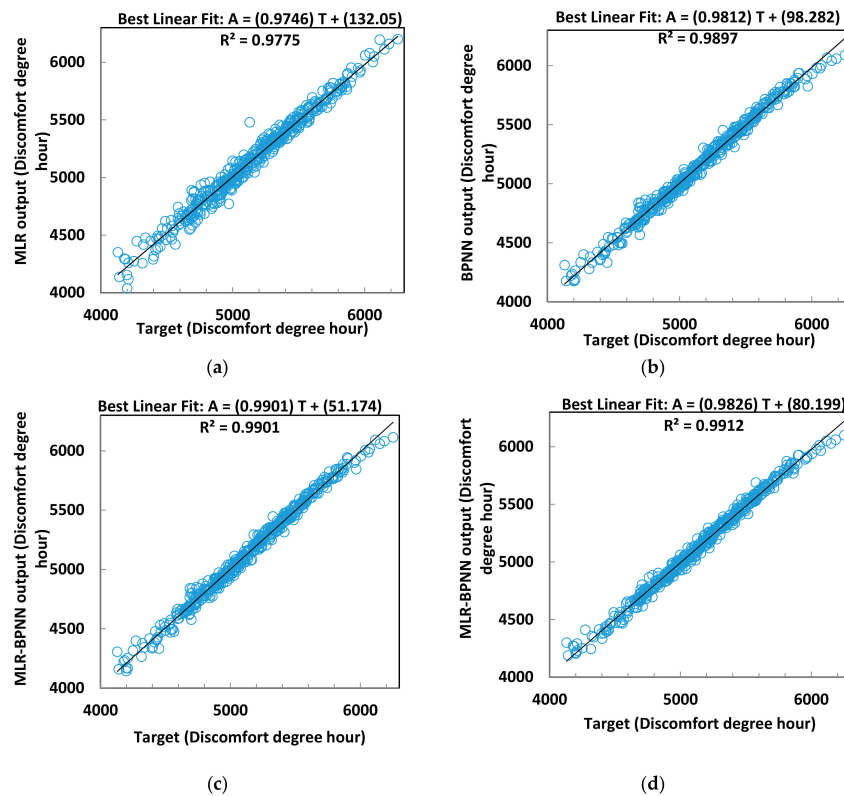 Best Linear Fit: A = (0.9746) T + (132.05)
R² = 0.9775
MLR output (Discomfort degree
hour)
6000
5500
5000
4500
4000
4000 5000 6000
Target (Discomfort degree hour)
(a)
Best Linear Fit: A = (0.9812) T + (98.282)
R² = 0.9897
BPNN output (Discomfort degree
hour)
6000
5500
5000
4500
4000
4000 5000 6000
Target (Discomfort degree hour)
(b)
Best Linear Fit: A = (0.9901) T + (51.174)
R² = 0.9901
MLR-BPNN output (Discomfort degree
hour)
6000
5500
5000
4500
4000
4000 5000 6000
Target (Discomfort degree hour)
(c)
Best Linear Fit: A = (0.9826) T + (80.199)
R² = 0.9912
MLR-BPNN output (Discomfort
degree hour)
6000
5500
5000
4500
4000
4000 5000 6000
Target (Discomfort degree hour)
(d)